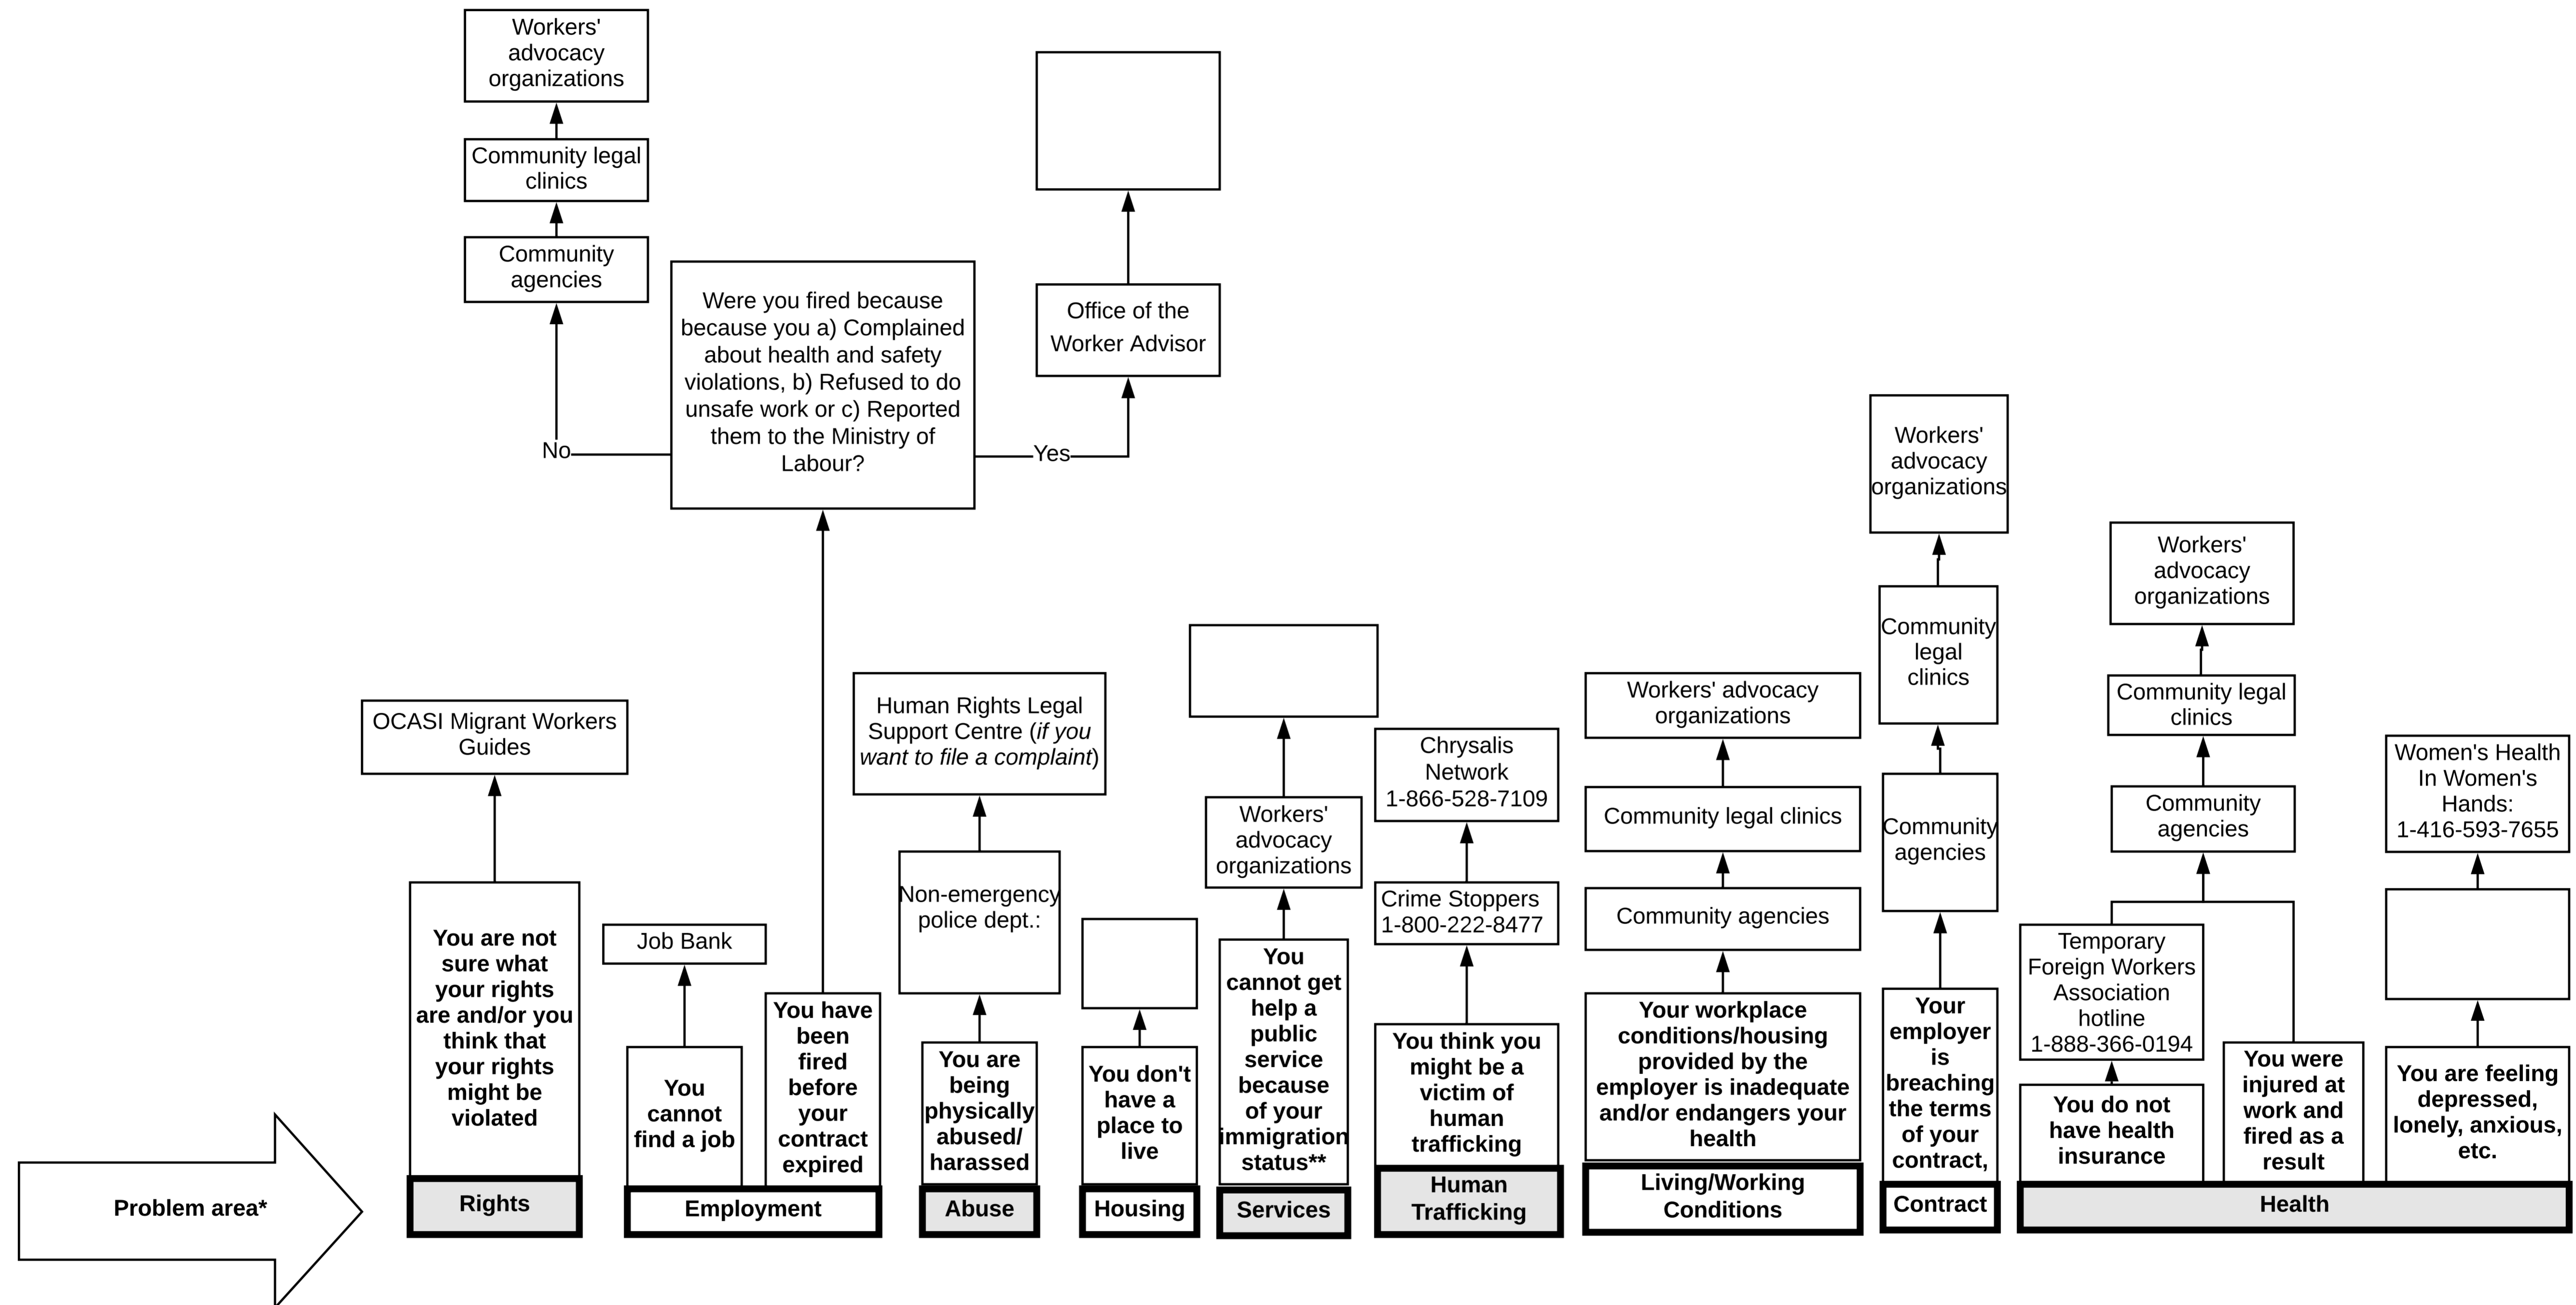 Workers'
advocacy
organizations
Community legal
clinics
Community
agencies
No
Were you fired because
because you a) Complained
about health and safety
violations, b) Refused to do
unsafe work or c) Reported
them to the Ministry of
Labour?
Yes
Office of the
Worker Advisor
OCASI Migrant Workers
Guides
You are not
sure what
your rights
are and/or you
think that
your rights
might be
violated
Rights
Problem area*
Job Bank
You
cannot
find a job
You have
been
fired
before
your
contract
expired
Employment
Human Rights Legal
Support Centre (if you
want to file a complaint)
Non-emergency
police dept.:
You are
being
physically
abused/
harassed
Abuse
You don't
have a
place to
live
Housing
Workers'
advocacy
organizations
You
cannot get
help a
public
service
because
of your
immigration
status**
Services
Chrysalis
Network
1-866-528-7109
Crime Stoppers
1-800-222-8477
You think you
might be a
victim of
human
trafficking
Human
Trafficking
Workers' advocacy
organizations
Community legal clinics
Community agencies
Your workplace
conditions/housing
provided by the
employer is inadequate
and/or endangers your
health
Living/Working
Conditions
Workers'
advocacy
organizations
Community
legal
clinics
Community
agencies
Your
employer
is
breaching
the terms
of your
contract,
Contract
Workers'
advocacy
organizations
Community legal
clinics
Community
agencies
Temporary
Foreign Workers
Association
hotline
1-888-366-0194
You do not
have health
insurance
You were
injured at
work and
fired as a
result
Women's Health
In Women's
Hands:
1-416-593-7655
You are feeling
depressed,
lonely, anxious,
etc.
Health